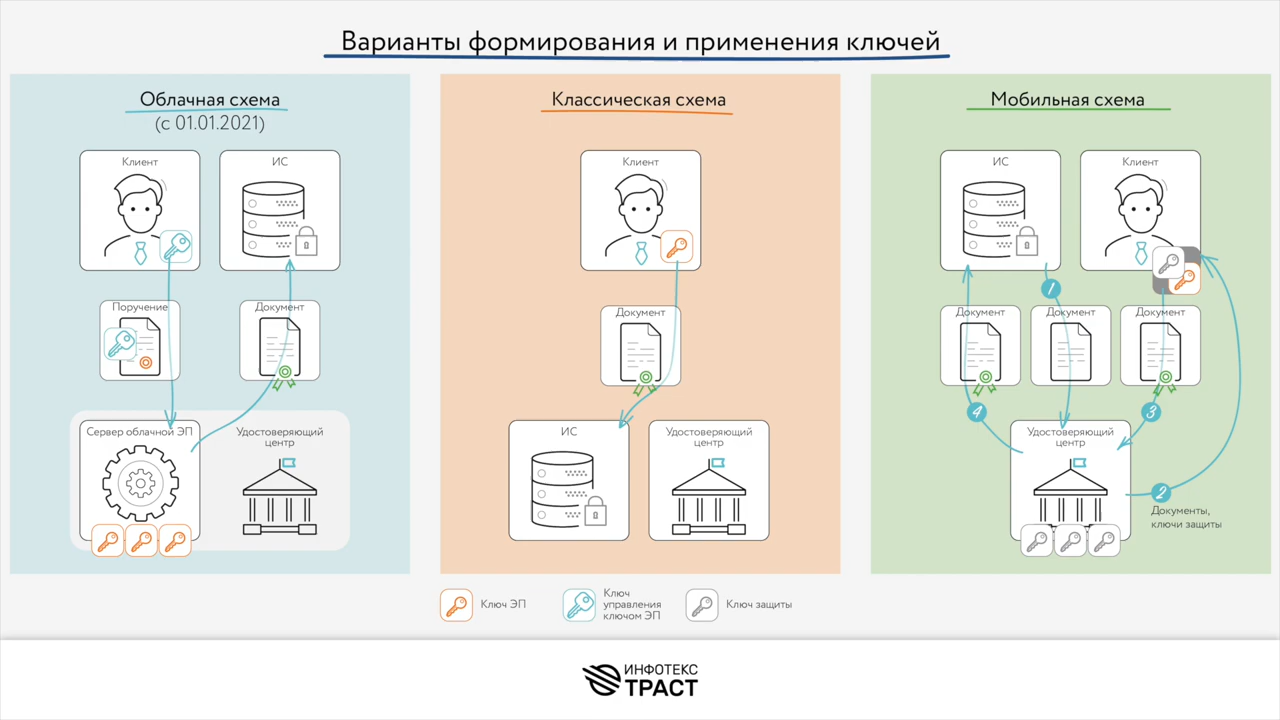 Варианты формирования и применения ключей
Облачная схема
(с 01.01.2021)
Клиент
ИС
Поручение
Документ
Сервер облачной ЭП
Удостоверяющий
центр
Классическая схема
Клиент
Документ
ИС
Удостоверяющий
центр
Мобильная схема
ИС
Клиент
1
Документ
Документ
Документ
4
3
Удостоверяющий
центр
2
Документы,
ключи защиты
Ключ ЭП
Ключ
управления
ключом ЭП
Ключ защиты
ИНФОТЕКС
ТРАСТ